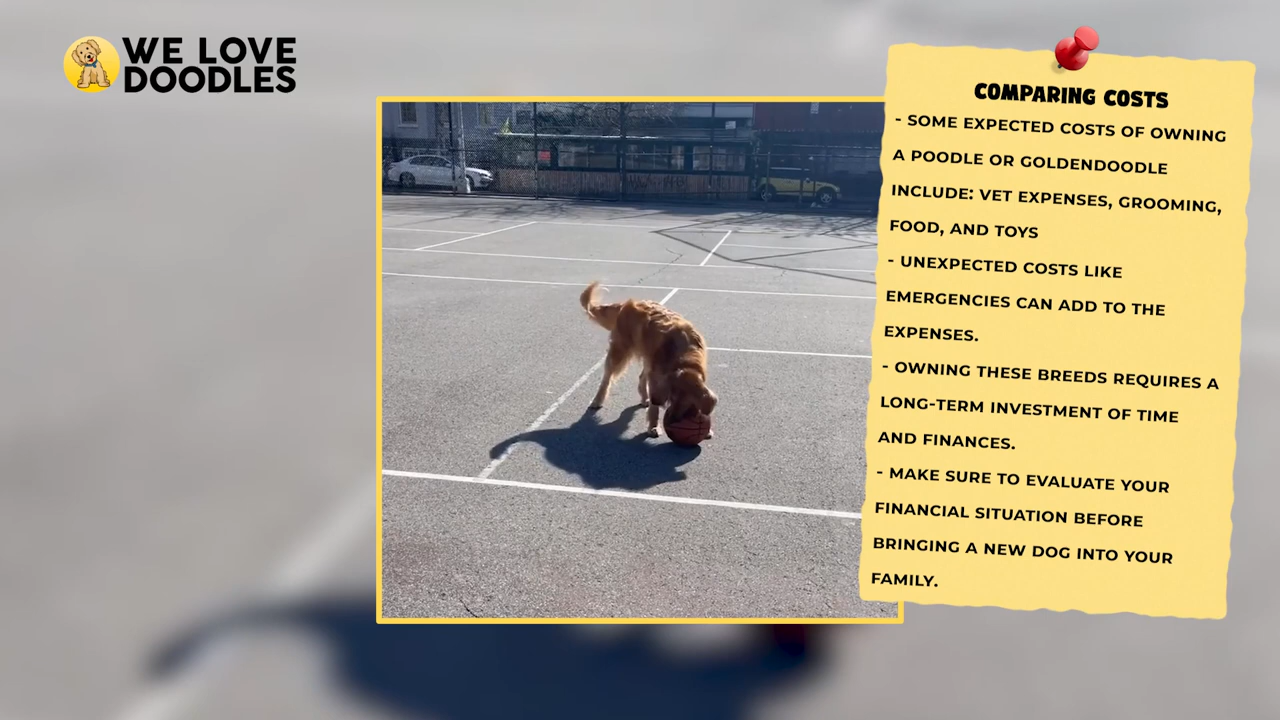 WE LOVE
DOODLES
COMPARING COSTS
- SOME EXPECTED COSTS OF OWNING
A POODLE OR GOLDENDOODLE
INCLUDE: VET EXPENSES, GROOMING,
FOOD, AND TOYS
- UNEXPECTED COSTS LIKE
EMERGENCIES CAN ADD TO THE
EXPENSES.
- OWNING THESE BREEDS REQUIRES A
LONG-TERM INVESTMENT OF TIME
AND FINANCES.
- MAKE SURE TO EVALUATE YOUR
FINANCIAL SITUATION BEFORE
BRINGING A NEW DOG INTO YOUR
FAMILY.